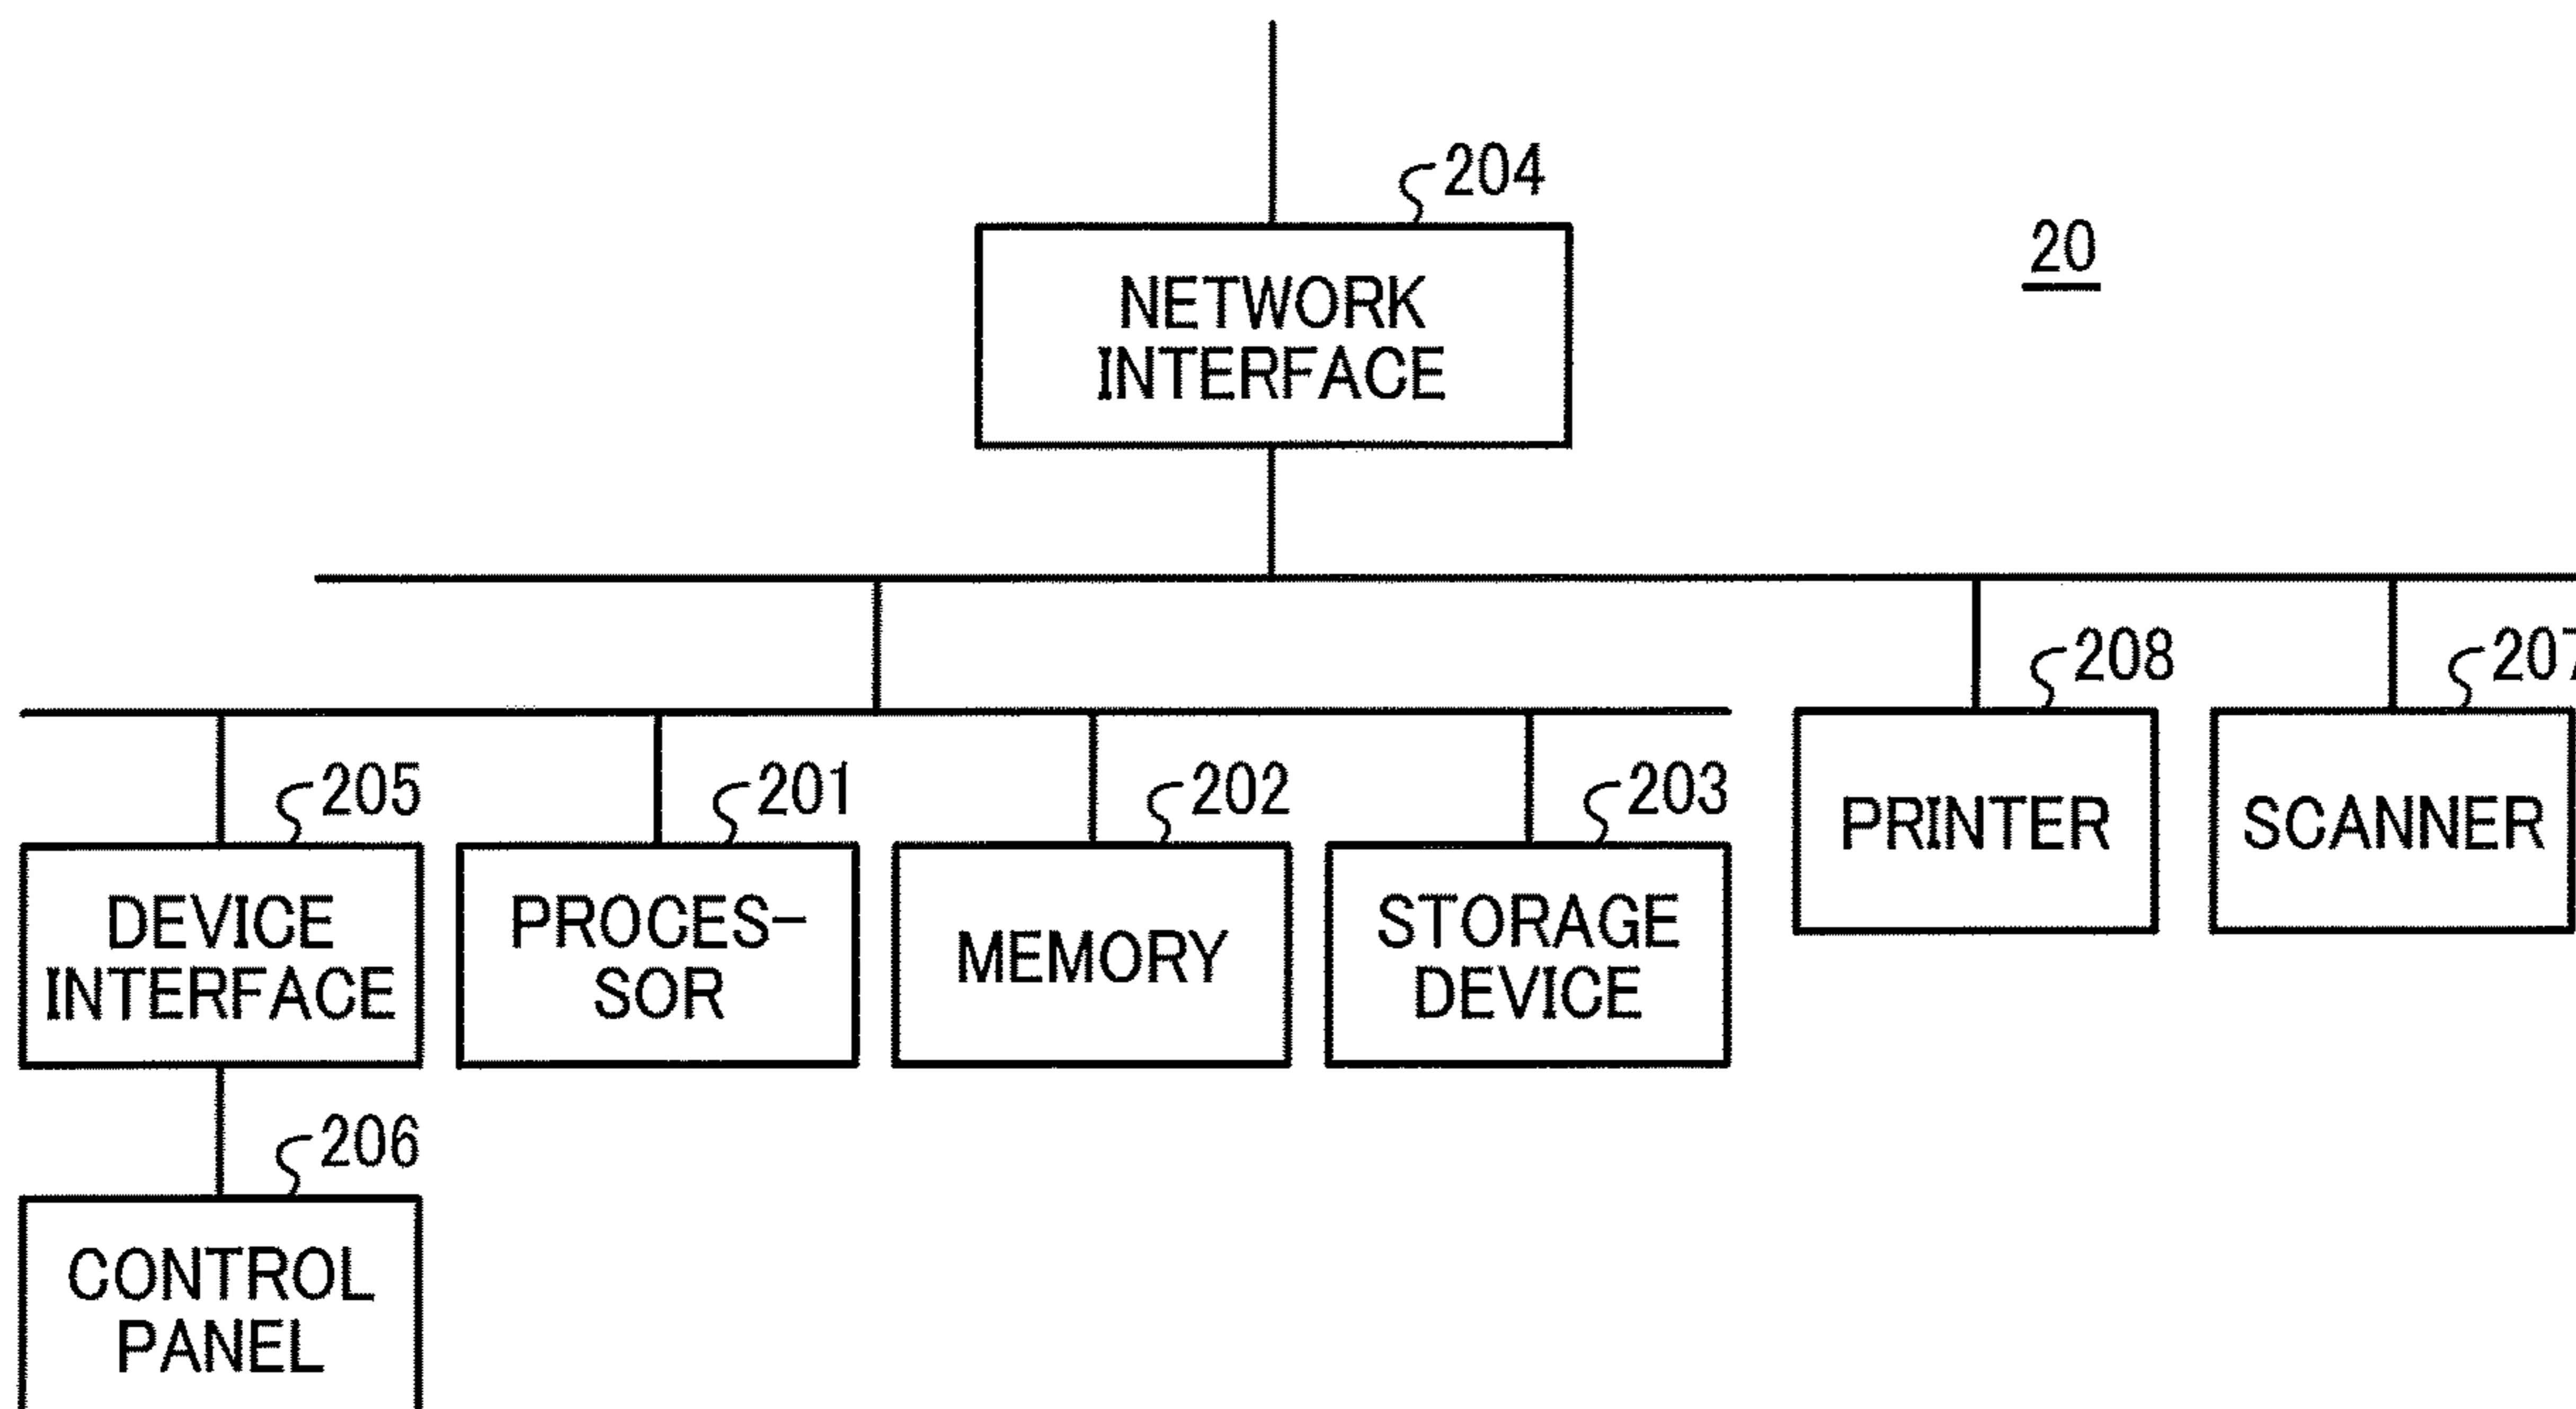 204
20
NETWORK
INTERFACE
208
207
205
201
202
203
PRINTER
SCANNER
DEVICE
INTERFACE
PROCES-
SOR
MEMORY
STORAGE
DEVICE
206
CONTROL
PANEL